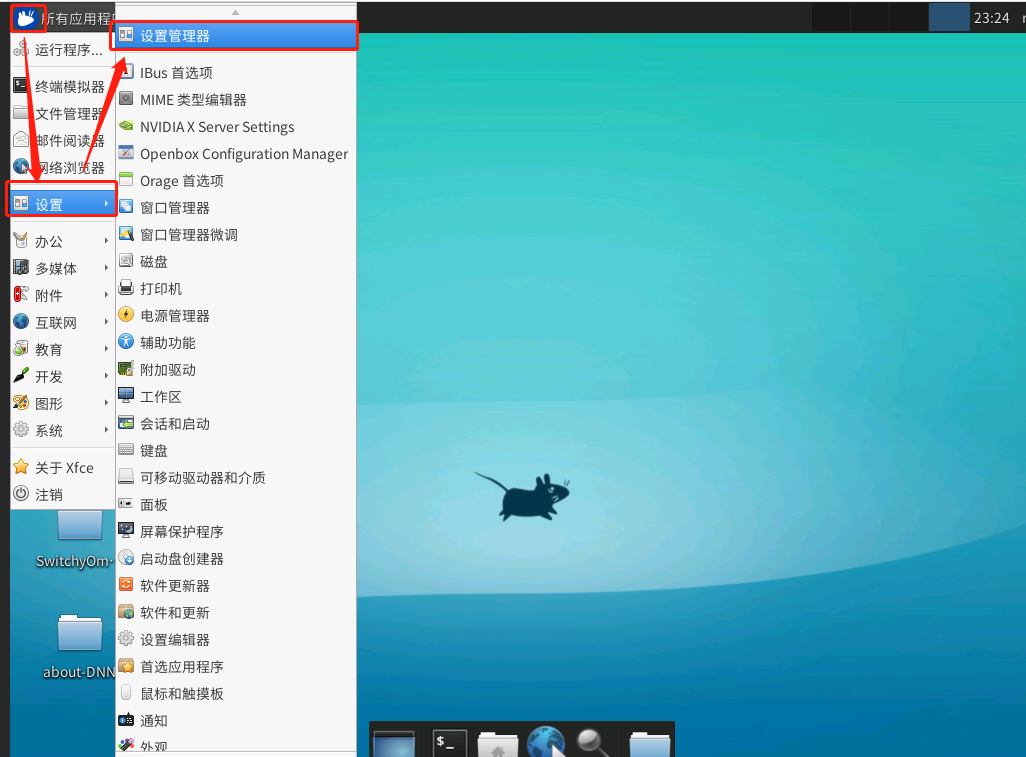 所有应用程
23:24
运行程序...
终端模拟器
文件管理器
邮件阅读器
网络浏览器
设置
办公
多媒体
附件
互联网
教育
开发
图形
系统
关于 Xfce
注销
设置管理器
IBus 首选项
MIME 类型编辑器
NVIDIA X Server Settings
Openbox Configuration Manager
Orage 首选项
窗口管理器
窗口管理器微调
磁盘
打印机
电源管理器
辅助功能
附加驱动
工作区
会话和启动
键盘
可移动驱动器和介质
面板
屏幕保护程序
启动盘创建器
软件更新器
软件和更新
设置编辑器
首选应用程序
鼠标和触摸板
通知
外观
SwitchyOm
about-DNN